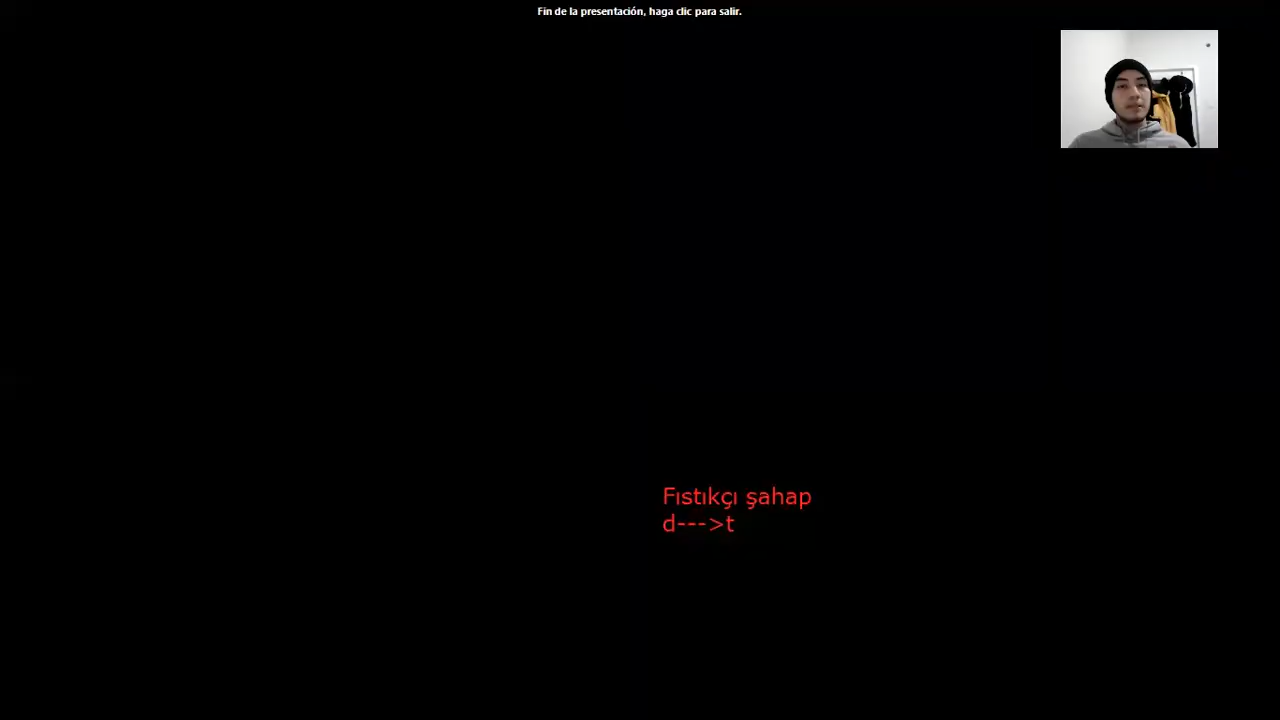 Fin de la presentación, haga clic para salir.
Fıstıkçı şahap
d--->t